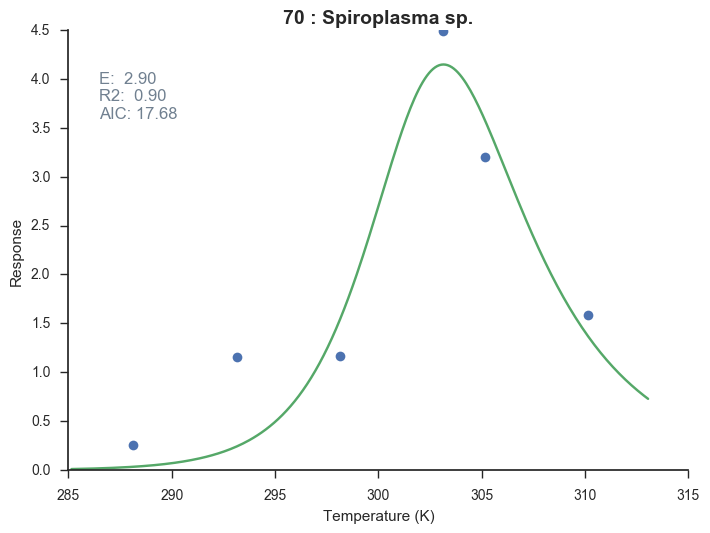 70 : Spiroplasma sp.
E: 2.90
R2: 0.90
AIC: 17.68
Response
4.5
4.0
3.5
3.0
2.5
2.0
1.5
1.0
0.5
0.0
285 290 295 300 305 310 315
Temperature (K)